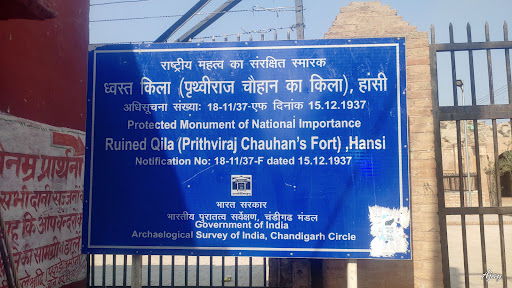 राष्ट्रीय महत्व का संरक्षित स्मारक
ध्वस्त किला (पृथ्वीराज चौहान का किला), हांसी
अधिसूचना संख्या: 18-11/37-एफ दिनांक 15.12.1937
Protected Monument of National Importance
Ruined Qila (Prithviraj Chauhan's Fort) ,Hansi
Notification No: 18-11/37-F dated 15.12.1937
भारत सरकार
भारतीय पुरातत्व सर्वेक्षण, चंडीगढ मंडल
Government of India
Archaelogical Survey of India, Chandigarh Circle